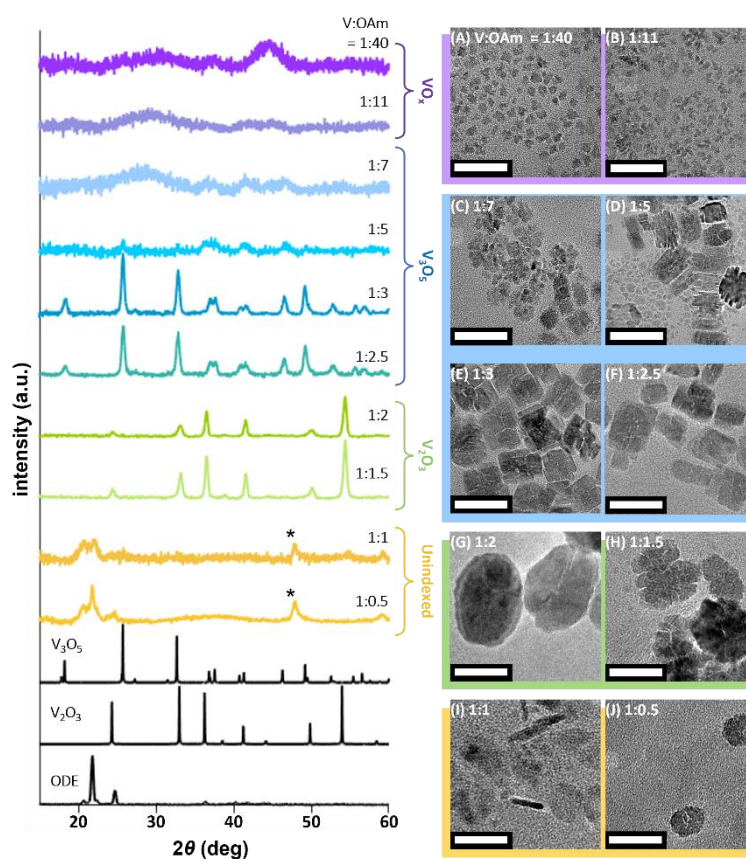 V:OAm
= 1:40
1:11
VOₓ
1:7
1:5
1:3
1:2.5
V₃O₅
1:2
1:1.5
V₂O₃
*
1:1
*
1:0.5
Unindexed
V₃O₅
V₂O₃
ODE
intensity (a.u.)
20 30 40 50 60
2θ (deg)
(A) V:OAm = 1:40
(B) 1:11
(C) 1:7
(D) 1:5
(E) 1:3
(F) 1:2.5
(G) 1:2
(H) 1:1.5
(I) 1:1
(J) 1:0.5